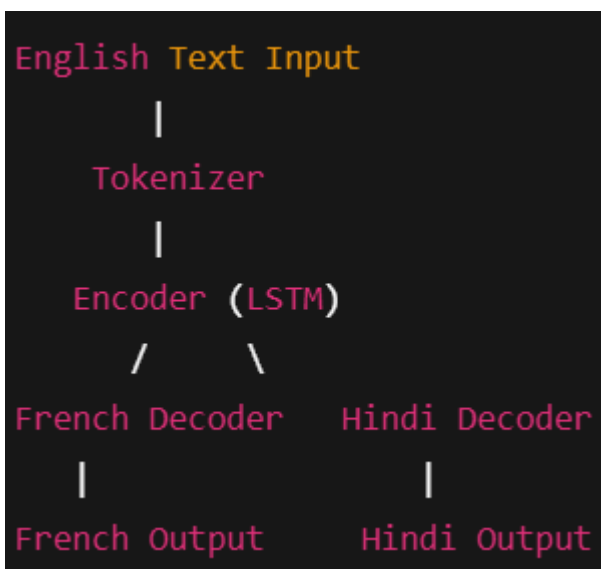 English Text Input
|
Tokenizer
|
Encoder (LSTM)
/ \
French Decoder Hindi Decoder
| |
French Output Hindi Output